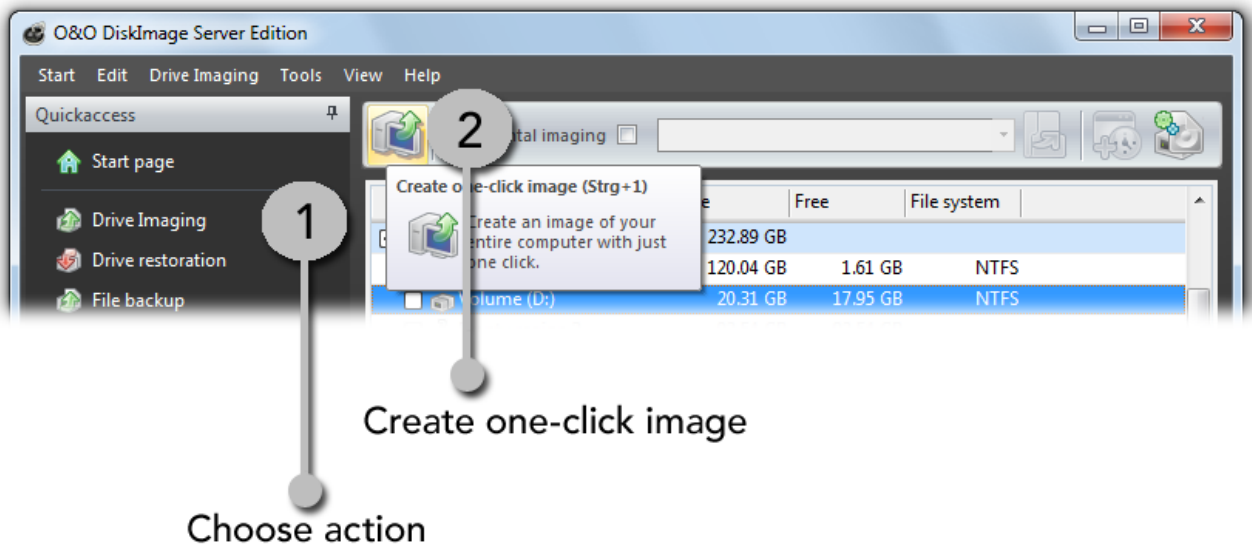 O&O DiskImage Server Edition
Start Edit Drive Imaging Tools View Help
Quickaccess
2
tal imaging
Start page
Create one-click image (Strg+1)
Create an image of your
entire computer with just
one click.
Free File system
1
Drive Imaging
232.89 GB
Drive restoration
120.04 GB 1.61 GB NTFS
File backup
Volume (D:) 20.31 GB 17.95 GB NTFS
Create one-click image
Choose action